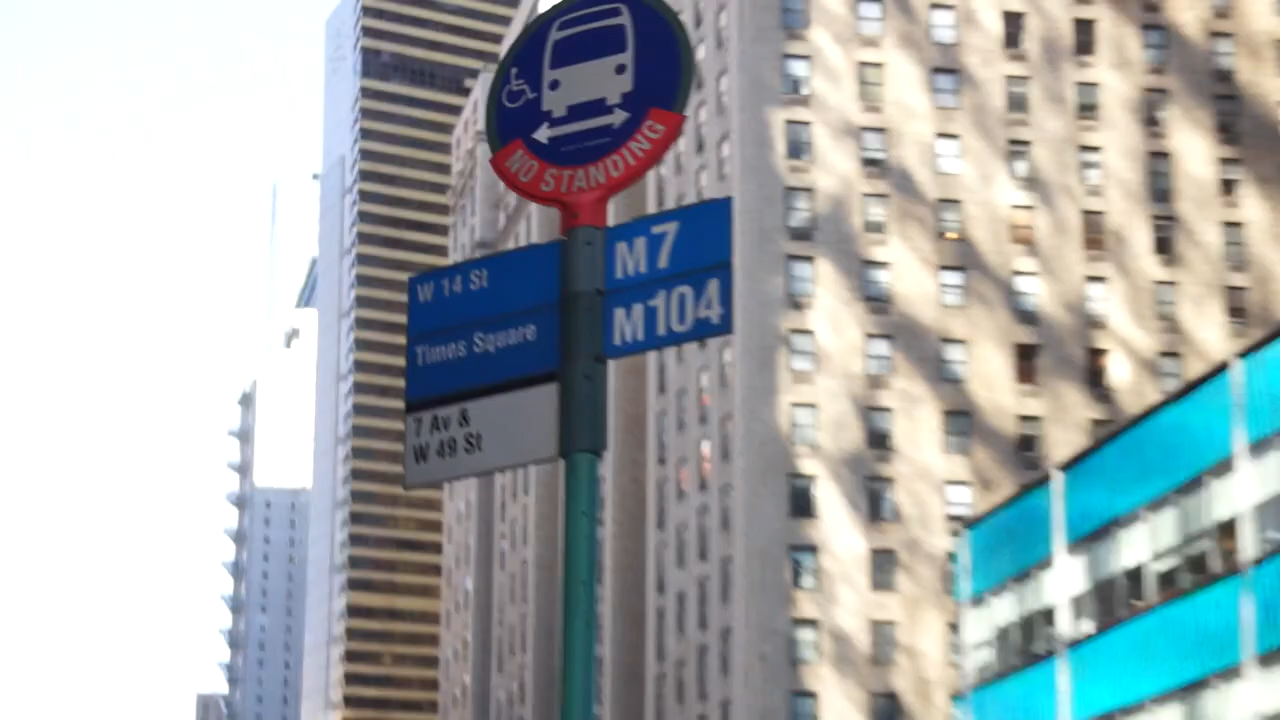 NO STANDING
M7
M104
W 14 St
Times Square
7 Av &
W 49 St